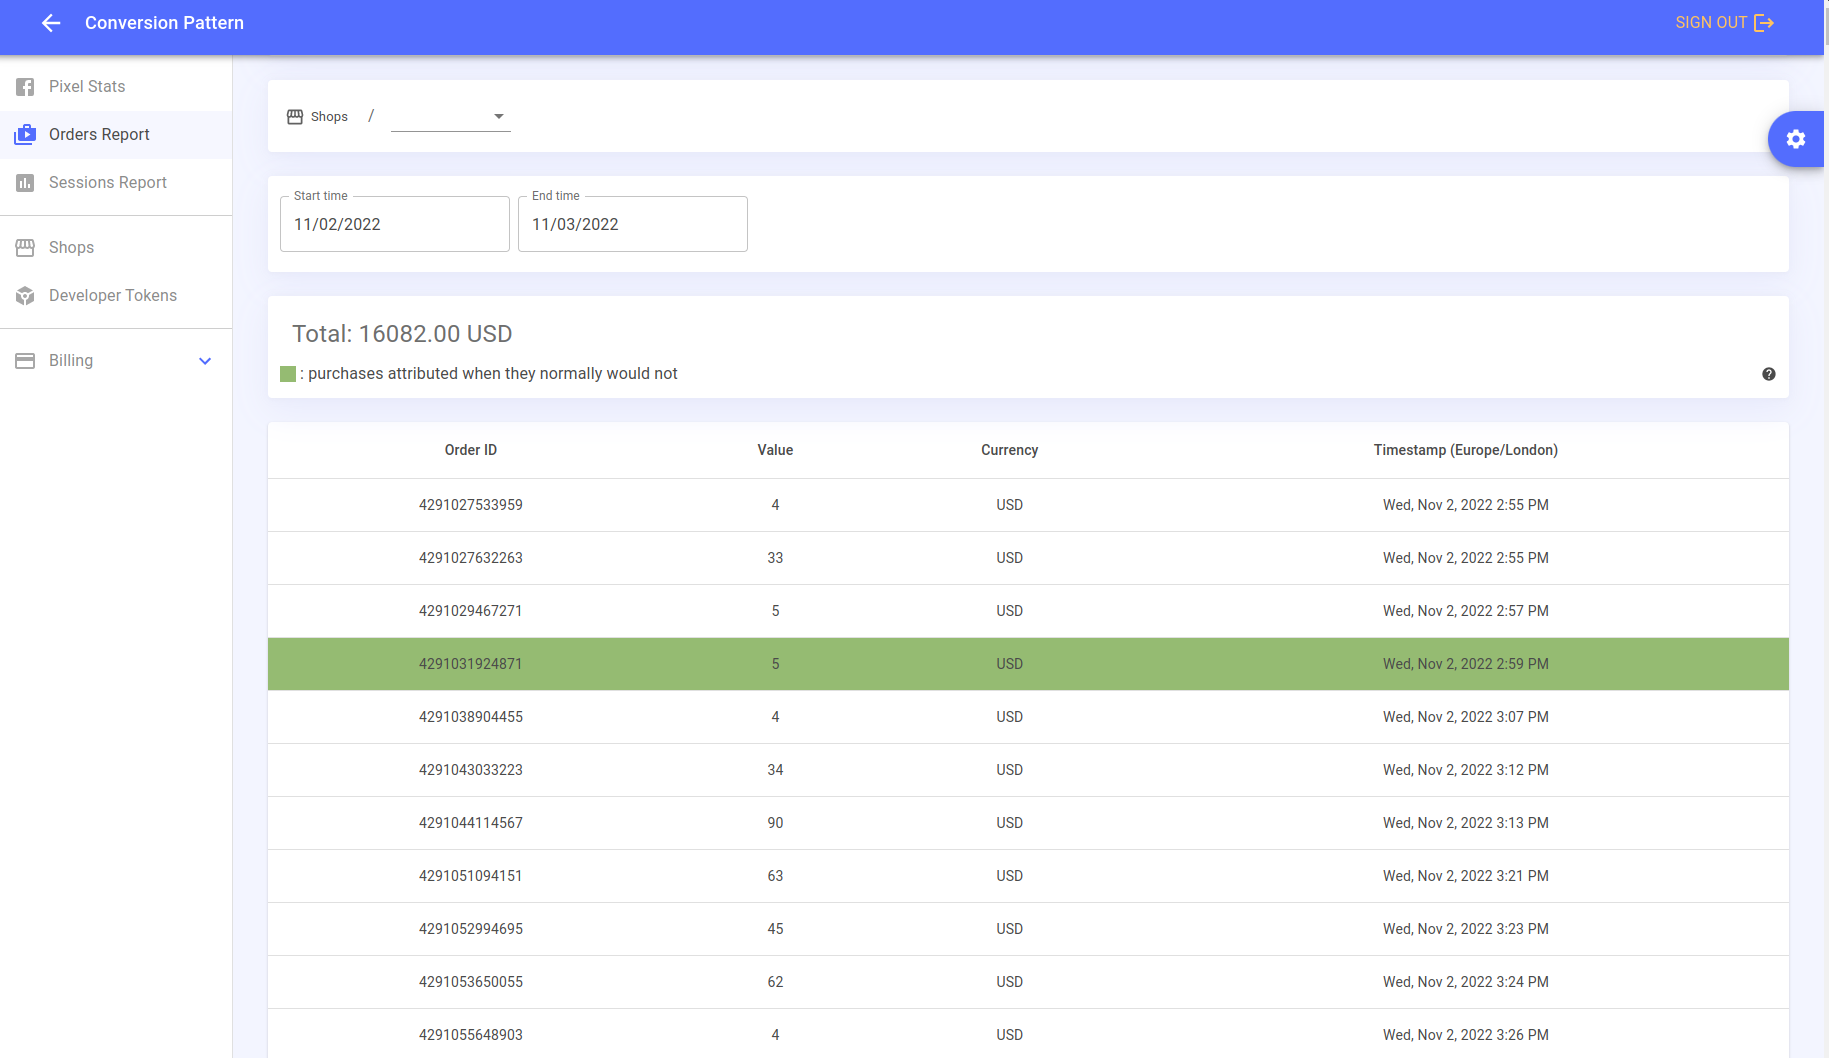 Conversion Pattern
SIGN OUT
Pixel Stats
Orders Report
Sessions Report
Shops
Developer Tokens
Billing
Shops /
Start time
11/02/2022
End time
11/03/2022
Total: 16082.00 USD
: purchases attributed when they normally would not
Order ID Value Currency Timestamp (Europe/London)
4291027533959 4 USD Wed, Nov 2, 2022 2:55 PM
4291027632263 33 USD Wed, Nov 2, 2022 2:55 PM
4291029467271 5 USD Wed, Nov 2, 2022 2:57 PM
4291031924871 5 USD Wed, Nov 2, 2022 2:59 PM
4291038904455 4 USD Wed, Nov 2, 2022 3:07 PM
4291043033223 34 USD Wed, Nov 2, 2022 3:12 PM
4291044114567 90 USD Wed, Nov 2, 2022 3:13 PM
4291051094151 63 USD Wed, Nov 2, 2022 3:21 PM
4291052994695 45 USD Wed, Nov 2, 2022 3:23 PM
4291053650055 62 USD Wed, Nov 2, 2022 3:24 PM
4291055648903 4 USD Wed, Nov 2, 2022 3:26 PM